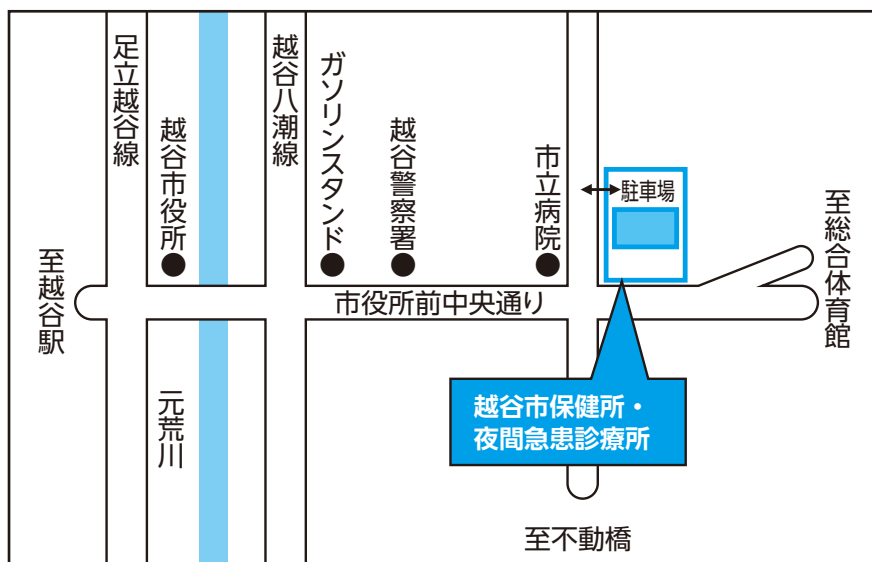 足立越谷線
越谷市役所
越谷八潮線
ガソリンスタンド
越谷警察署
市立病院
駐車場
至総合体育館
至越谷駅
市役所前中央通り
元荒川
越谷市保健所・
夜間急患診療所
至不動橋